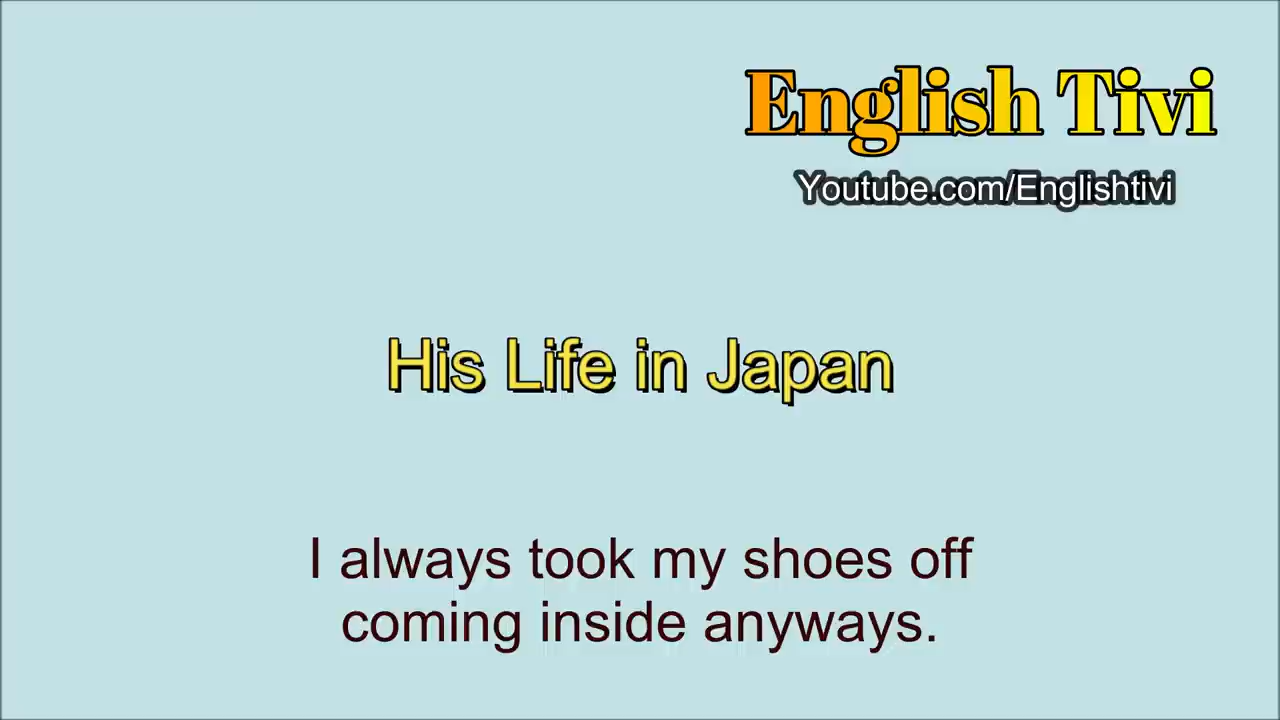 English Tivi
Youtube.com/Englishtivi
His Life in Japan
I always took my shoes off
coming inside anyways.